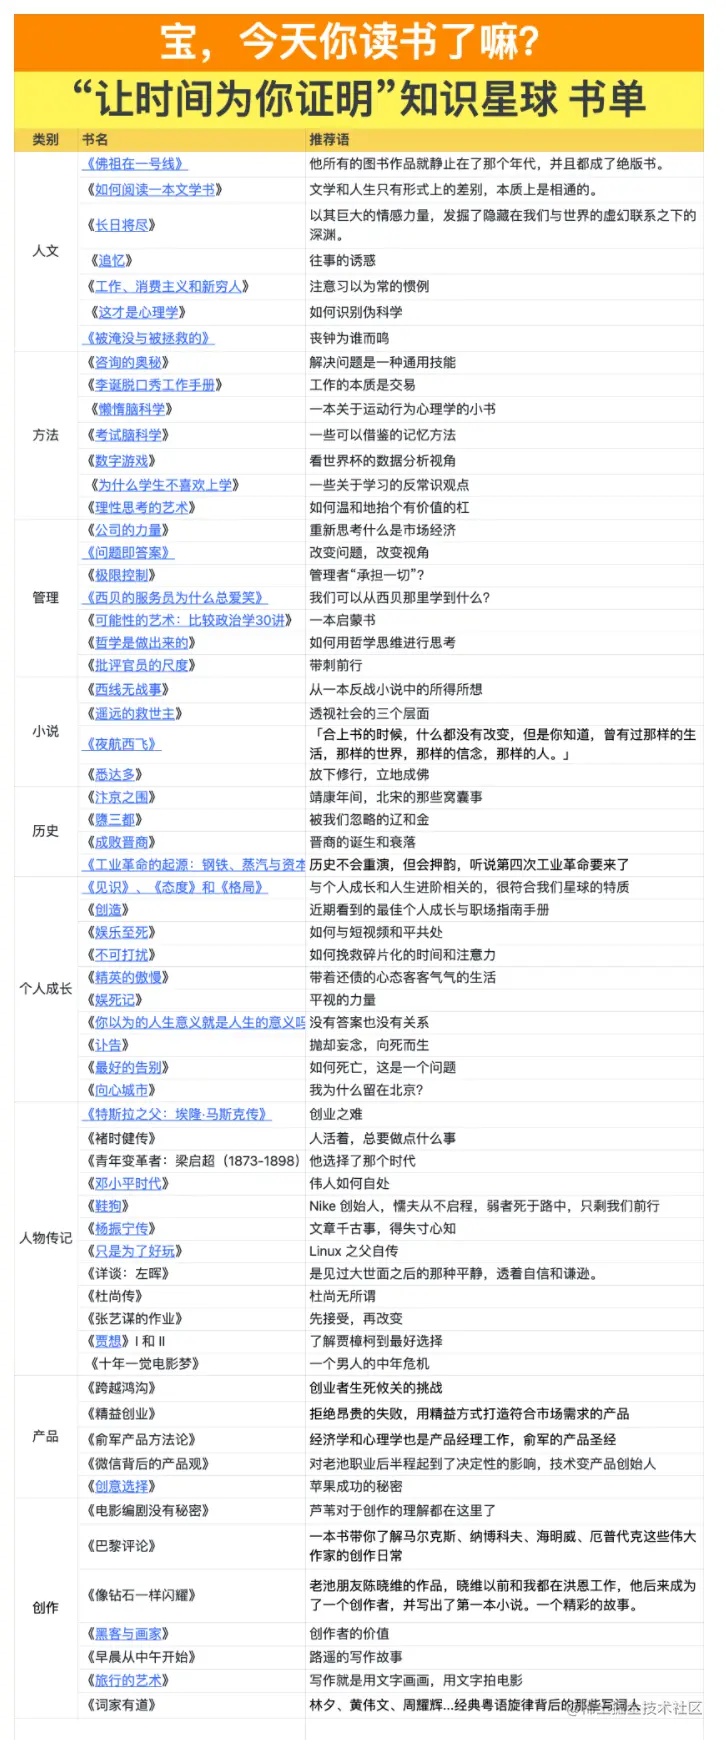 宝，今天你读书了嘛？
“让时间为你证明”知识星球 书单
类别 书名 推荐语
人文
《佛祖在一号线》 他所有的图书作品就静止在了那个年代，并且都成了绝版书。
《如何阅读一本文学书》 文学和人生只有形式上的差别，本质上是相通的。
《长日将尽》 以其巨大的情感力量，发掘了隐藏在我们与世界的虚幻联系之下的
深渊。
《追忆》 往事的诱惑
《工作、消费主义和新穷人》 注意习以为常的惯例
《这才是心理学》 如何识别伪科学
《被淹没与被拯救的》 丧钟为谁而鸣
方法
《咨询的奥秘》 解决问题是一种通用技能
《李诞脱口秀工作手册》 工作的本质是交易
《懒惰脑科学》 一本关于运动行为心理学的小书
《考试脑科学》 一些可以借鉴的记忆方法
《数字游戏》 看世界杯的数据分析视角
《为什么学生不喜欢上学》 一些关于学习的反常识观点
《理性思考的艺术》 如何温和地抬个有价值的杠
管理
《公司的力量》 重新思考什么是市场经济
《问题即答案》 改变问题，改变视角
《极限控制》 管理者“承担一切”？
《西贝的服务员为什么总爱笑》 我们可以从西贝那里学到什么？
《可能性的艺术：比较政治学30讲》 一本启蒙书
《哲学是做出来的》 如何用哲学思维进行思考
《批评官员的尺度》 带刺前行
小说
《西线无战事》 从一本反战小说中的所得所想
《遥远的救世主》 透视社会的三个层面
《夜航西飞》 「合上书的时候，什么都没有改变，但是你知道，曾有过那样的生
活，那样的世界，那样的信念，那样的人。」
《悉达多》 放下修行，立地成佛
历史
《汴京之围》 靖康年间，北宋的那些窝囊事
《隳三都》 被我们忽略的辽和金
《成败晋商》 晋商的诞生和衰落
《工业革命的起源：钢铁、蒸汽与资本 历史不会重演，但会押韵，听说第四次工业革命要来了
个人成长
《见识》、《态度》和《格局》 与个人成长和人生进阶相关的，很符合我们星球的特质
《创造》 近期看到的最佳个人成长与职场指南手册
《娱乐至死》 如何与短视频和平共处
《不可打扰》 如何挽救碎片化的时间和注意力
《精英的傲慢》 带着还债的心态客客气气的生活
《娱死记》 平视的力量
《你以为的人生意义就是人生的意义吗 没有答案也没有关系
《讣告》 抛却妄念，向死而生
《最好的告别》 如何死亡，这是一个问题
《向心城市》 我为什么留在北京？
人物传记
《特斯拉之父：埃隆·马斯克传》 创业之难
《褚时健传》 人活着，总要做点什么事
《青年变革者：梁启超（1873-1898） 他选择了那个时代
《邓小平时代》 伟人如何自处
《鞋狗》 Nike 创始人，懦夫从不启程，弱者死于路中，只剩我们前行
《杨振宁传》 文章千古事，得失寸心知
《只是为了好玩》 Linux 之父自传
《详谈：左晖》 是见过大世面之后的那种平静，透着自信和谦逊。
《杜尚传》 杜尚无所谓
《张艺谋的作业》 先接受，再改变
《贾想》I 和 II 了解贾樟柯到最好选择
《十年一觉电影梦》 一个男人的中年危机
产品
《跨越鸿沟》 创业者生死攸关的挑战
《精益创业》 拒绝昂贵的失败，用精益方式打造符合市场需求的产品
《俞军产品方法论》 经济学和心理学也是产品经理工作，俞军的产品圣经
《微信背后的产品观》 对老池职业后半程起到了决定性的影响，技术变产品创始人
《创意选择》 苹果成功的秘密
创作
《电影编剧没有秘密》 芦苇对于创作的理解都在这里了
《巴黎评论》 一本书带你了解马尔克斯、纳博科夫、海明威、厄普代克这些伟大
作家的创作日常
《像钻石一样闪耀》 老池朋友陈晓维的作品，晓维以前和我都在洪恩工作，他后来成为
了一个创作者，并写出了第一本小说。一个精彩的故事。
《黑客与画家》 创作者的价值
《早晨从中午开始》 路遥的写作故事
《旅行的艺术》 写作就是用文字画画，用文字拍电影
《词家有道》 林夕、黄伟文、周耀辉...经典粤语旋律背后的那些写词人
@稀土掘金技术社区